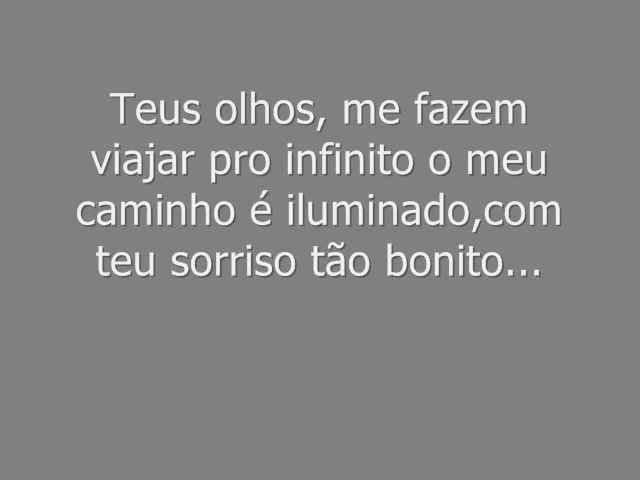 Teus olhos, me fazem
viajar pro infinito o meu
caminho é iluminado,com
teu sorriso tão bonito...